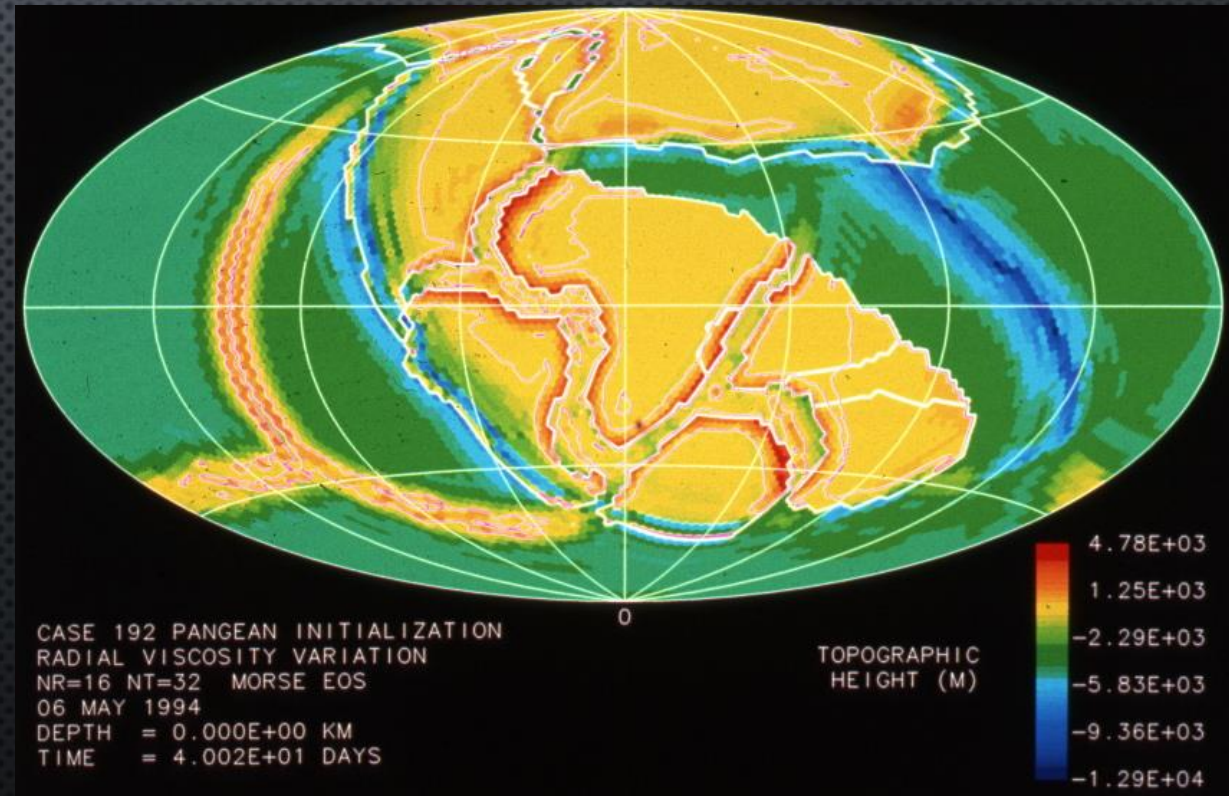 0
CASE 192 PANGEAN INITIALIZATION
RADIAL VISCOSITY VARIATION
NR=16 NT=32 MORSE EOS
06 MAY 1994
DEPTH = 0.000E+00 KM
TIME = 4.002E+01 DAYS
TOPOGRAPHIC
HEIGHT (M)
4.78E+03
1.25E+03
-2.29E+03
-5.83E+03
-9.36E+03
-1.29E+04